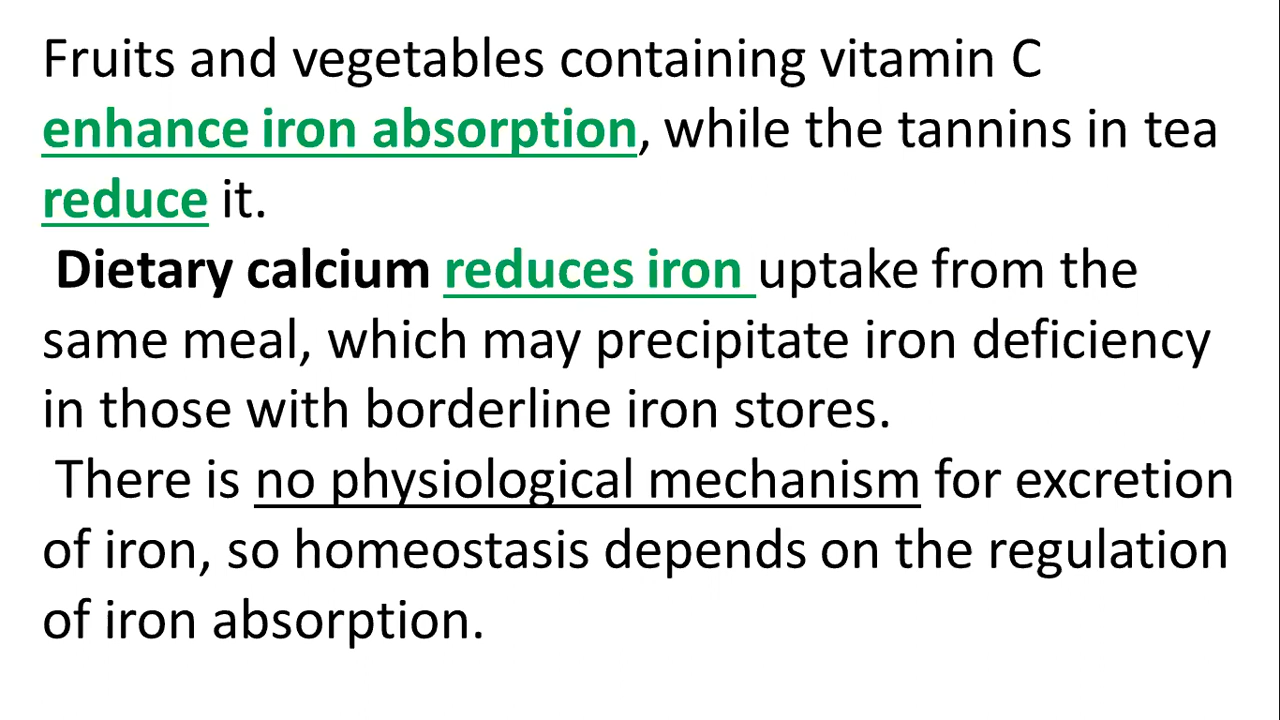 Fruits and vegetables containing vitamin C
enhance iron absorption, while the tannins in tea
reduce it.
Dietary calcium reduces iron uptake from the
same meal, which may precipitate iron deficiency
in those with borderline iron stores.
There is no physiological mechanism for excretion
of iron, so homeostasis depends on the regulation
of iron absorption.